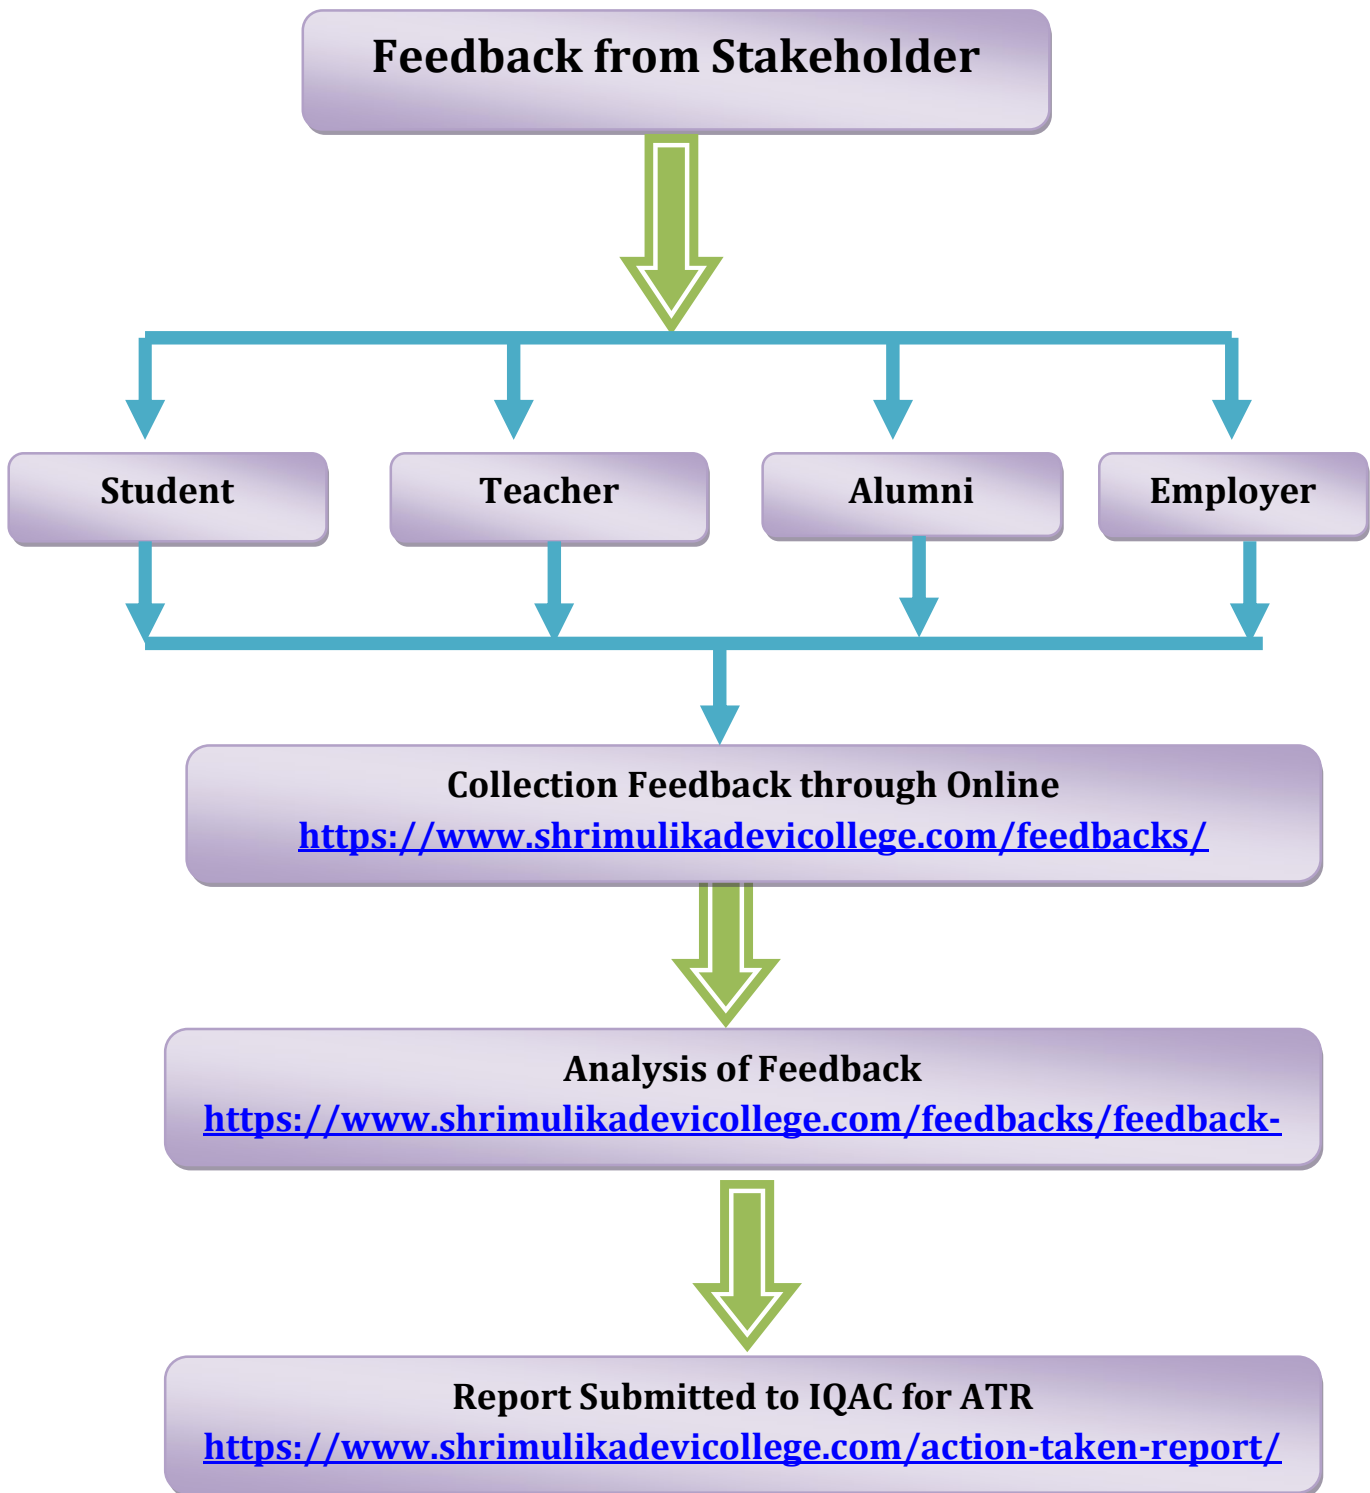 Feedback from Stakeholder
Student
Teacher
Alumni
Employer
Collection Feedback through Online
https://www.shrimulikadevicollege.com/feedbacks/
Analysis of Feedback
https://www.shrimulikadevicollege.com/feedbacks/feedback-
Report Submitted to IQAC for ATR
https://www.shrimulikadevicollege.com/action-taken-report/